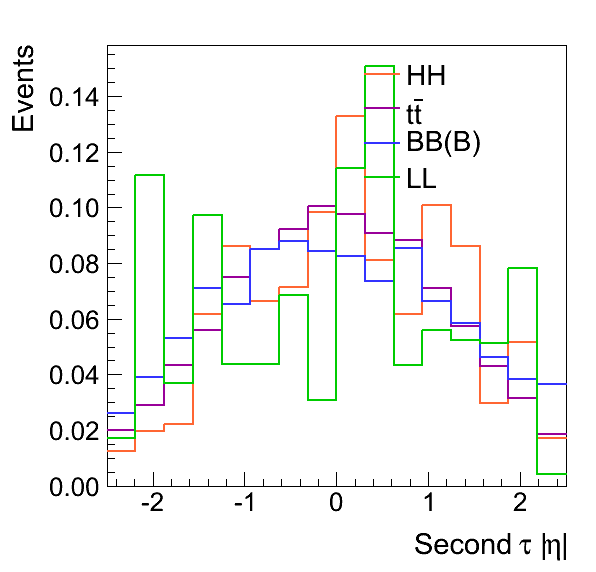 Events
0.14
0.12
0.10
0.08
0.06
0.04
0.02
0.00
HH
tt̄
BB(B)
LL
-2 -1 0 1 2
Second τ |η|